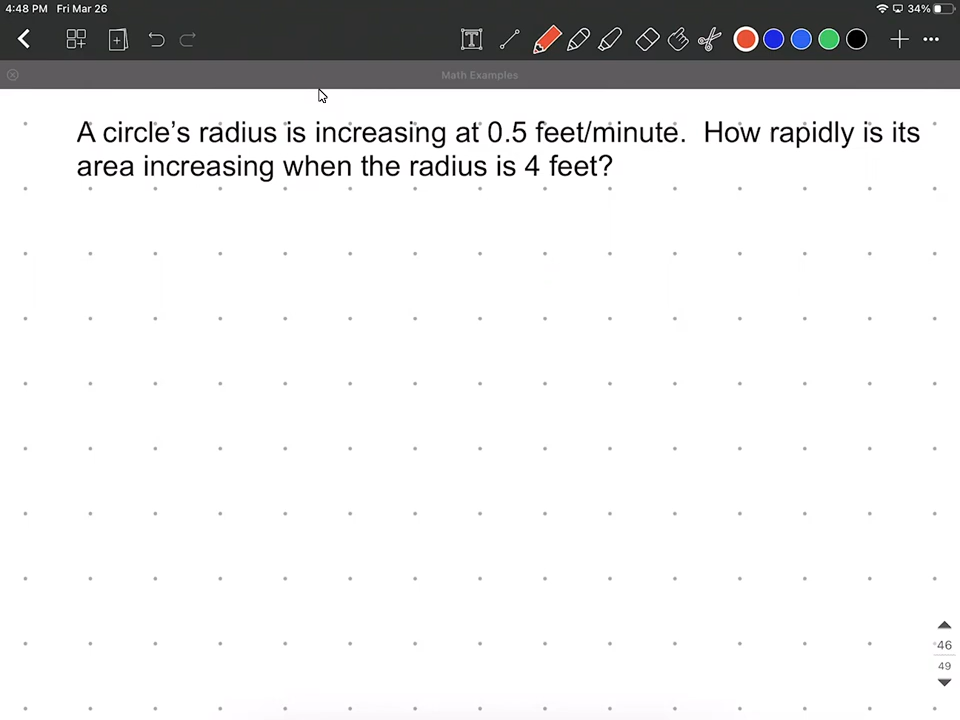 4:48 PM Fri Mar 26 34%
Math Examples
A circle’s radius is increasing at 0.5 feet/minute. How rapidly is its
area increasing when the radius is 4 feet?
46
49